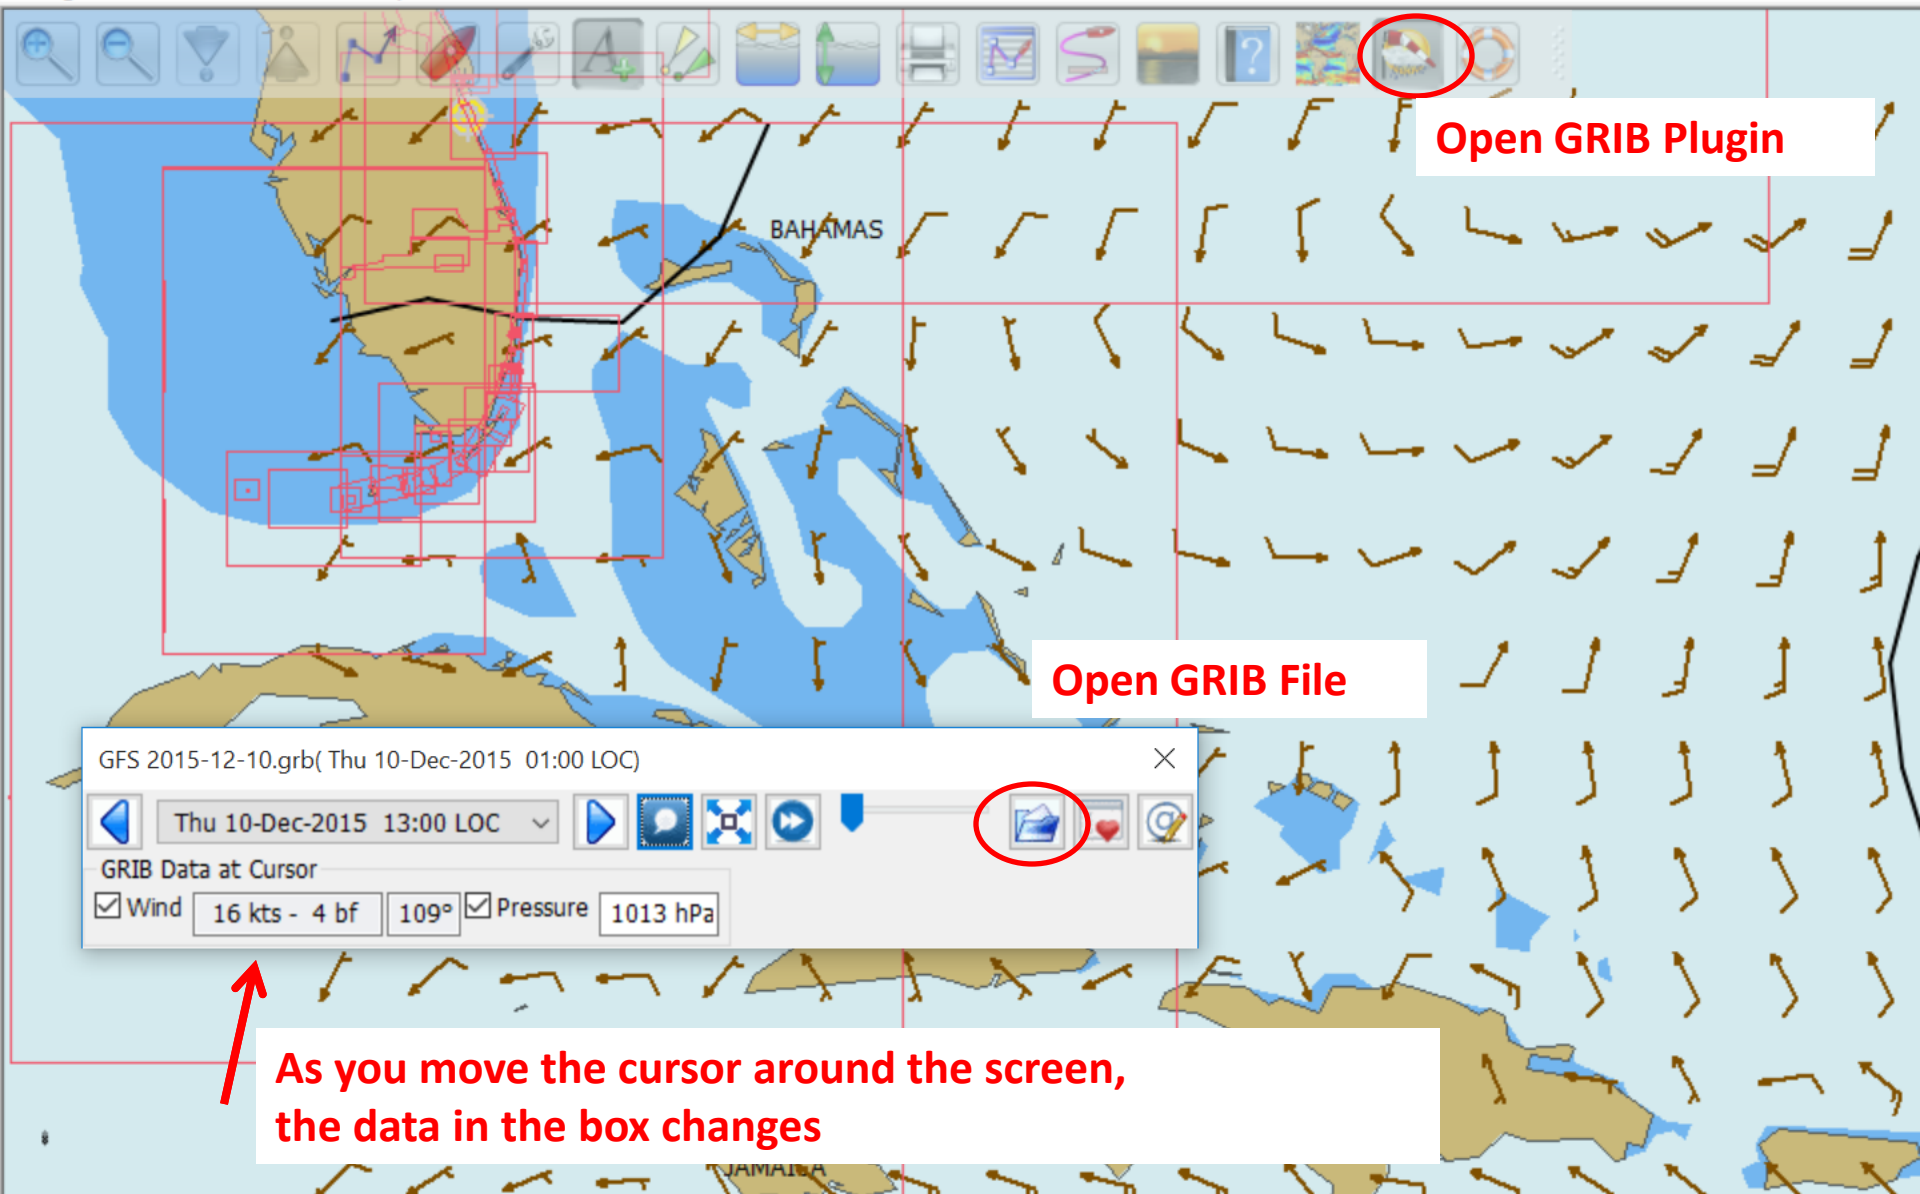 Open GRIB Plugin
BAHAMAS
Open GRIB File
GFS 2015-12-10.grb( Thu 10-Dec-2015  01:00 LOC)
Thu 10-Dec-2015  13:00 LOC
GRIB Data at Cursor
Wind 16 kts -  4 bf 109° Pressure 1013 hPa
As you move the cursor around the screen,
the data in the box changes
JAMAICA